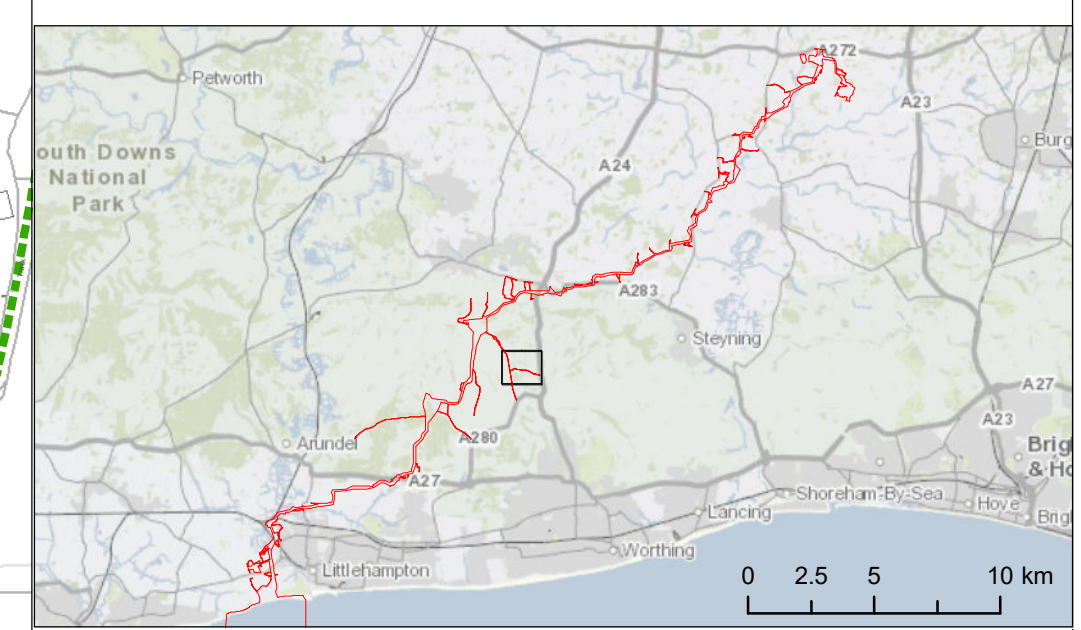 A272
Petworth
A23
Burg
outh Downs
National
Park
A24
A283
Steyning
A27
A23
Arundel
A280
Brig
& Ho
A27
Shoreham-By-Sea
Hove
Lancing
Brigl
Worthing
Littlehampton
0 2.5 5 10 km